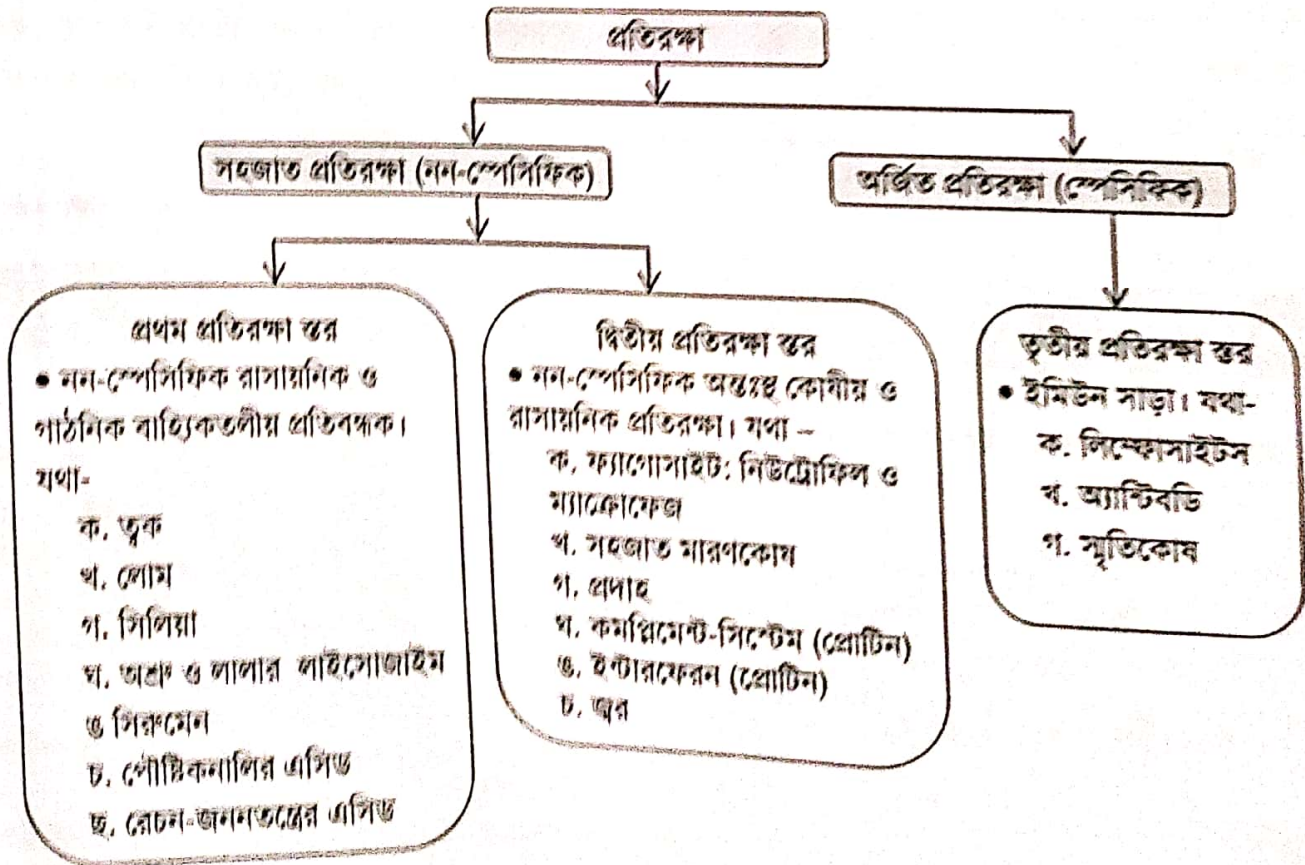 প্রতিরক্ষা
সহজাত প্রতিরক্ষা (নন-স্পেসিফিক)
অর্জিত প্রতিরক্ষা (স্পেসিফিক)
প্রথম প্রতিরক্ষা স্তর
• নন-স্পেসিফিক রাসায়নিক ও
গাঠনিক বাহ্যিকতলীয় প্রতিবন্ধক।
যথা-
ক. ত্বক
খ. লোম
গ. সিলিয়া
ঘ. অশ্রু ও লালার লাইসোজাইম
ঙ সিরুমেন
চ. পৌষ্টিকনালির এসিড
ছ. রেচন-জননতন্ত্রের এসিড
দ্বিতীয় প্রতিরক্ষা স্তর
• নন-স্পেসিফিক অন্তঃস্থ কোষীয় ও
রাসায়নিক প্রতিরক্ষা। যথা –
ক. ফ্যাগোসাইট: নিউট্রোফিল ও
ম্যাক্রোফেজ
খ. সহজাত মারণকোষ
গ. প্রদাহ
ঘ. কমপ্লিমেন্ট-সিস্টেম (প্রোটিন)
ঙ. ইন্টারফেরন (প্রোটিন)
চ. জ্বর
তৃতীয় প্রতিরক্ষা স্তর
• ইমিউন সাড়া। যথা-
ক. লিম্ফোসাইটস
খ. অ্যান্টিবডি
গ. স্মৃতিকোষ